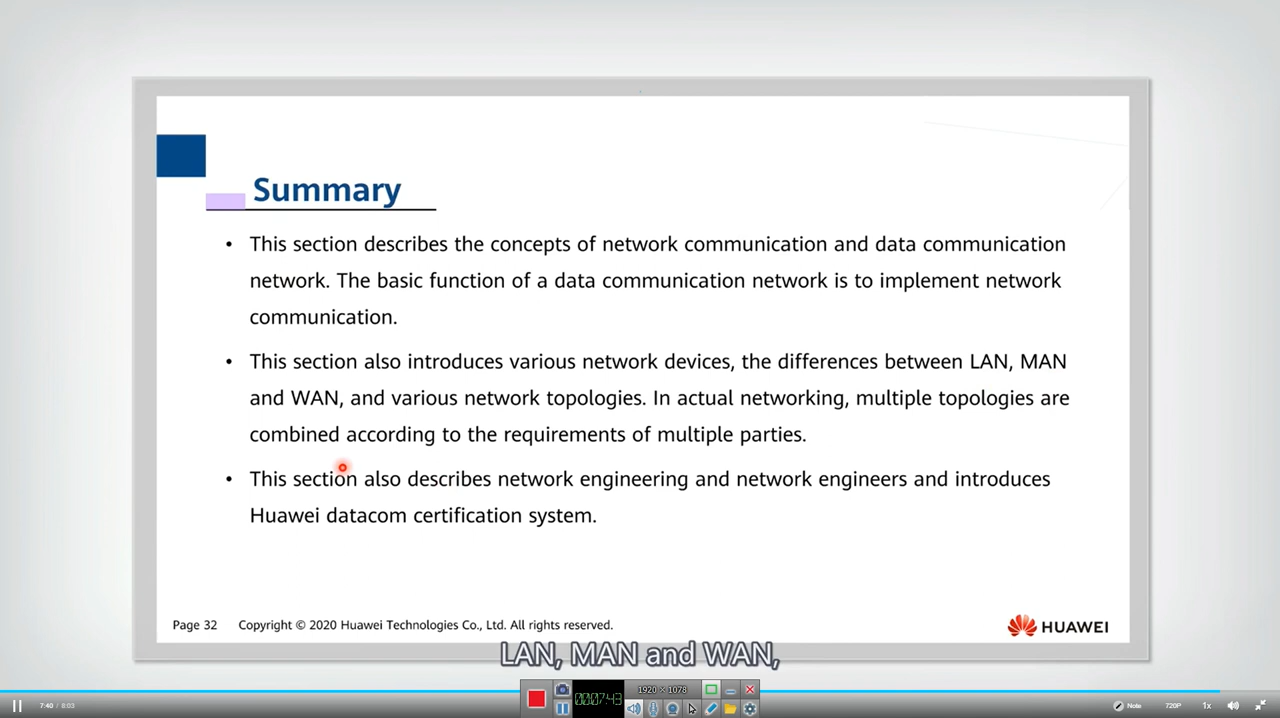 Summary
• This section describes the concepts of network communication and data communication
network. The basic function of a data communication network is to implement network
communication.
• This section also introduces various network devices, the differences between LAN, MAN
and WAN, and various network topologies. In actual networking, multiple topologies are
combined according to the requirements of multiple parties.
• This section also describes network engineering and network engineers and introduces
Huawei datacom certification system.
Page 32 Copyright © 2020 Huawei Technologies Co., Ltd. All rights reserved.
HUAWEI
LAN, MAN and WAN,
000743 1920 × 1078
7:40 / 8:03 Note 720P 1x